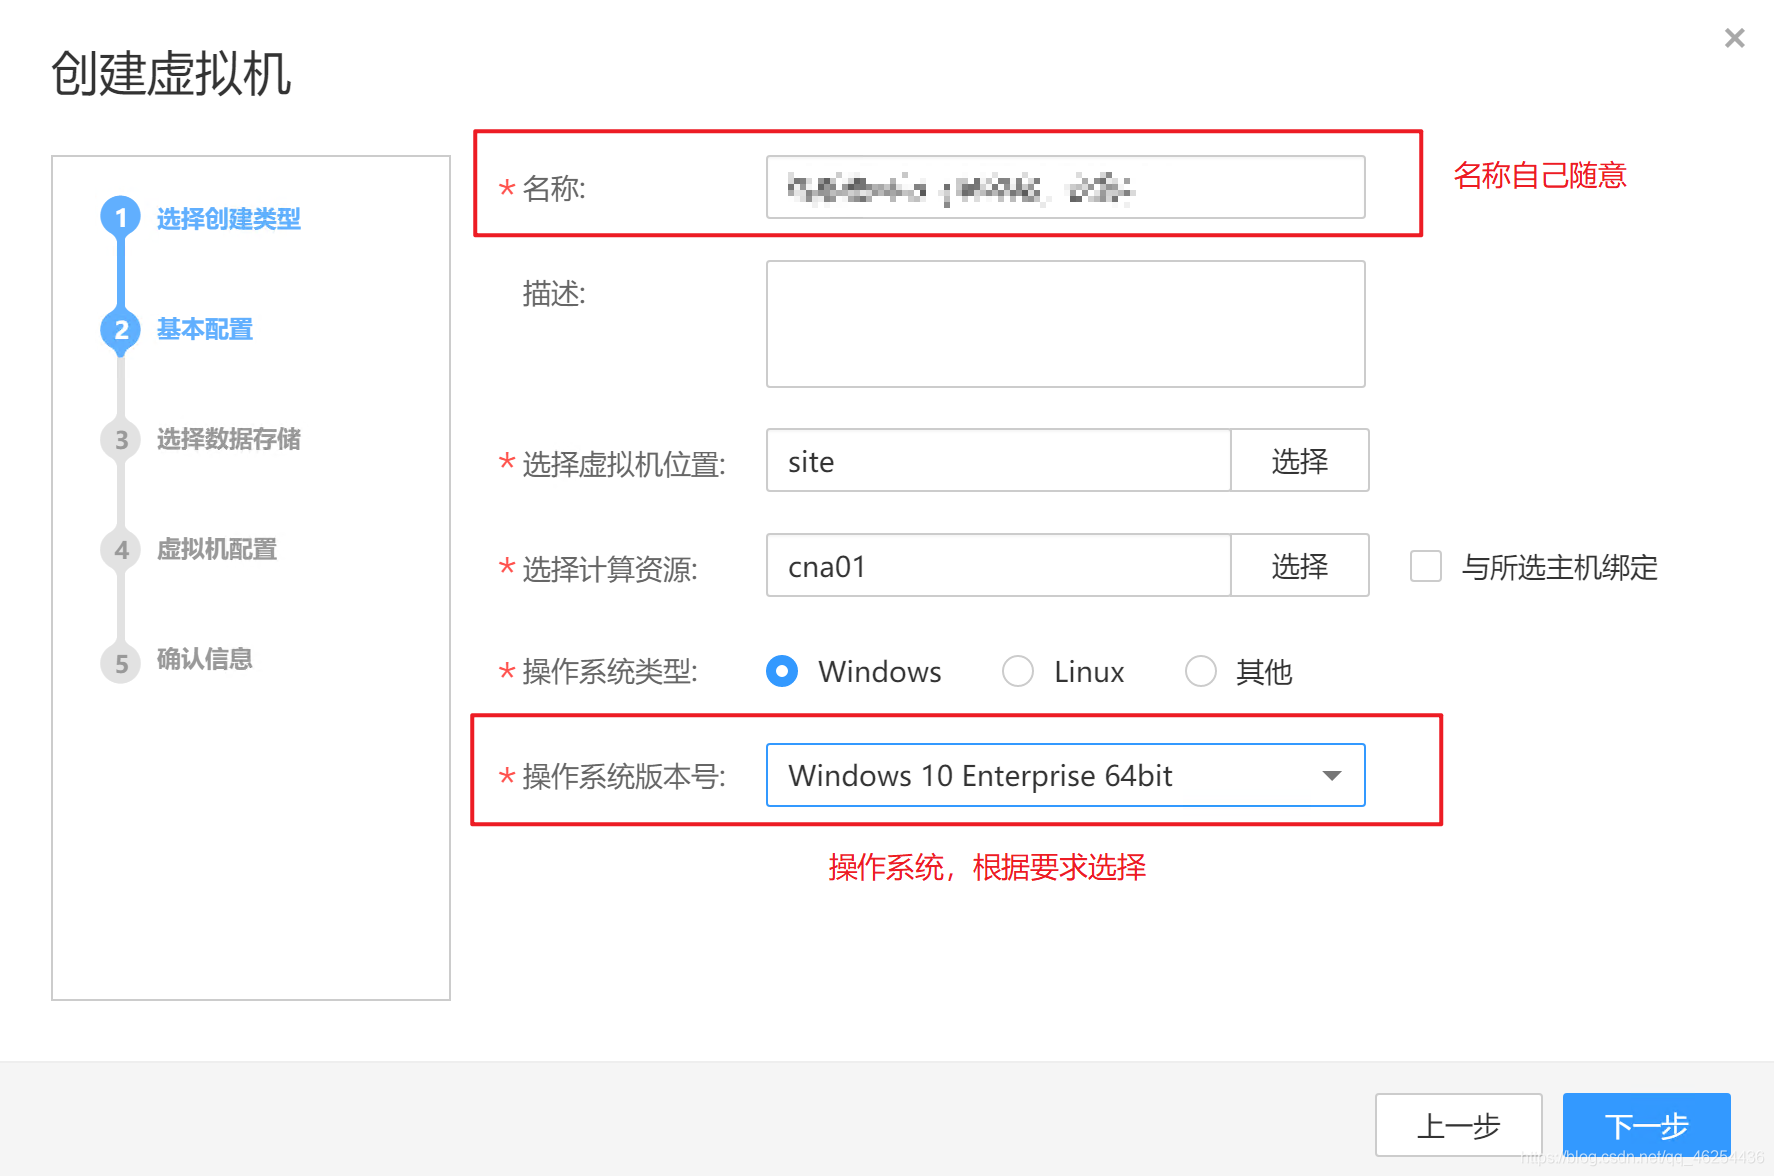 创建虚拟机
1 选择创建类型
2 基本配置
3 选择数据存储
4 虚拟机配置
5 确认信息
* 名称:
名称自己随意
描述:
* 选择虚拟机位置: site 选择
* 选择计算资源: cna01 选择 与所选主机绑定
* 操作系统类型: Windows Linux 其他
* 操作系统版本号: Windows 10 Enterprise 64bit
操作系统，根据要求选择
上一步 下一步
https://blog.csdn.net/qq_46254436